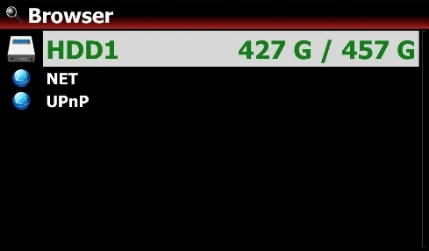 Browser
HDD1 427 G / 457 G
NET
UPnP